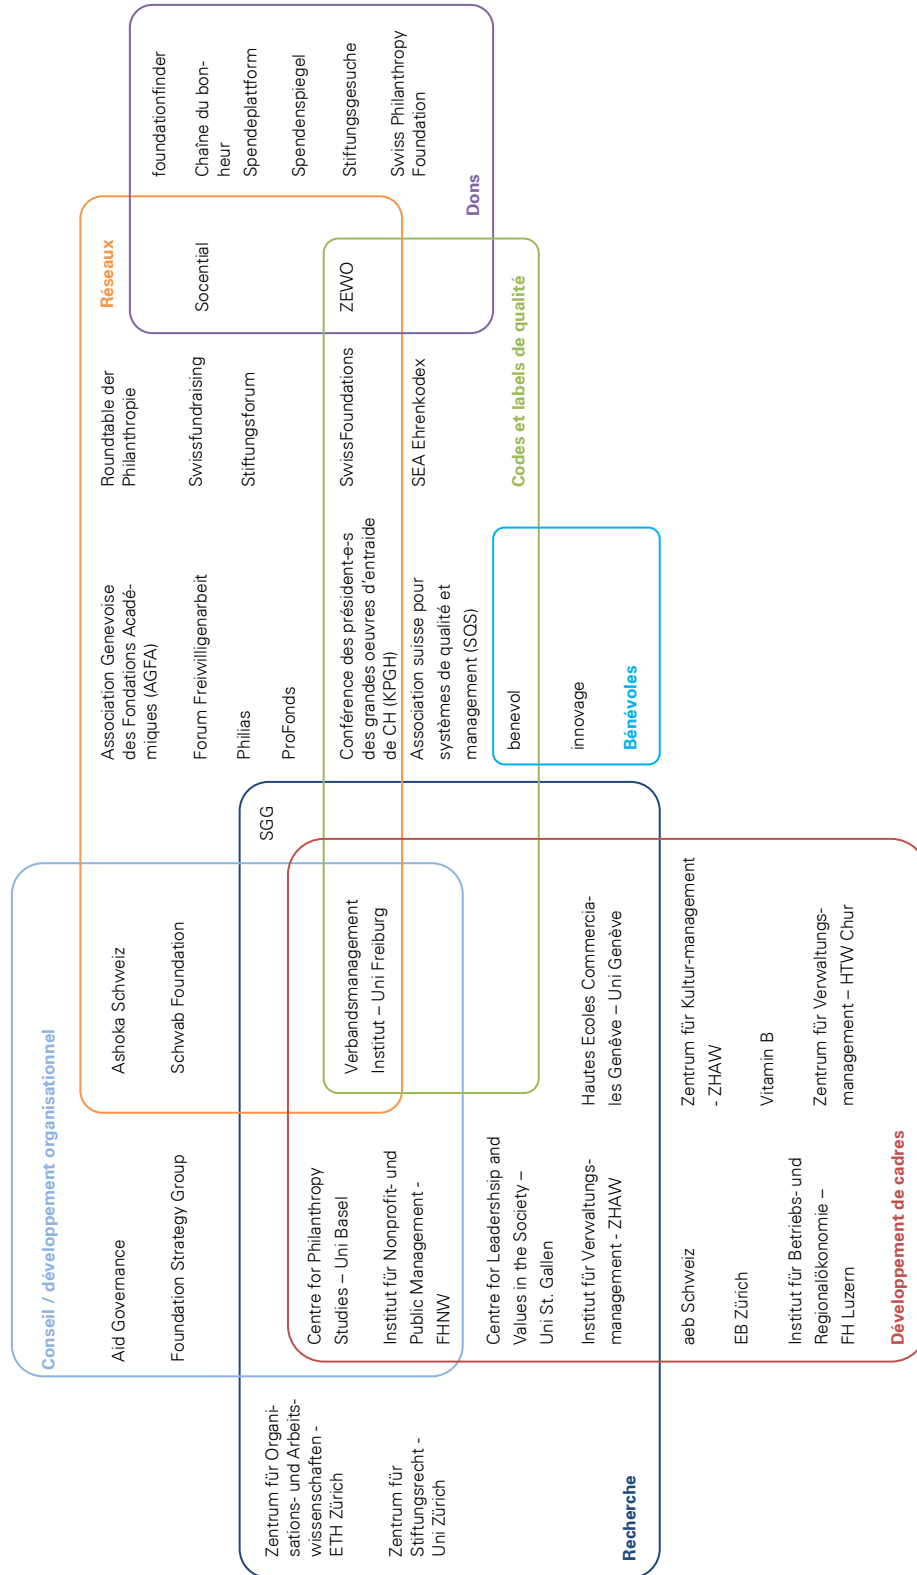 Conseil / développement organisationnel
Aid Governance
Foundation Strategy Group
Ashoka Schweiz
Schwab Foundation
Réseaux
Association Genevoise
des Fondations Acadé-
miques (AGFA)
Forum Freiwilligenarbeit
Philias
ProFonds
Roundtable der
Philanthropie
Swissfundraising
Stiftungsforum
Socential
foundationfinder
Chaîne du bon-
heur
Spendeplattform
Spendenspiegel
Stiftungsgesuche
Swiss Philanthropy
Foundation
Dons
Zentrum für Organi-
sations- und Arbeits-
wissenschaften -
ETH Zürich
Zentrum für
Stiftungsrecht -
Uni Zürich
Recherche
SGG
Centre for Philanthropy
Studies – Uni Basel
Institut für Nonprofit- und
Public Management -
FHNW
Verbandsmanagement
Institut – Uni Freiburg
Conférence des président-e-s
des grandes oeuvres d'entraide
de CH (KPGH)
Association suisse pour
systèmes de qualité et
management (SQS)
SwissFoundations
SEA Ehrenkodex
ZEWO
Codes et labels de qualité
Centre for Leadershsip and
Values in the Society –
Uni St. Gallen
Institut für Verwaltungs-
management - ZHAW
Hautes Ecoles Commercia-
les Genêve – Uni Genève
benevol
innovage
Bénévoles
aeb Schweiz
EB Zürich
Institut für Betriebs- und
Regionalökonomie –
FH Luzern
Zentrum für Kultur-management
- ZHAW
Vitamin B
Zentrum für Verwaltungs-
management – HTW Chur
Développement de cadres